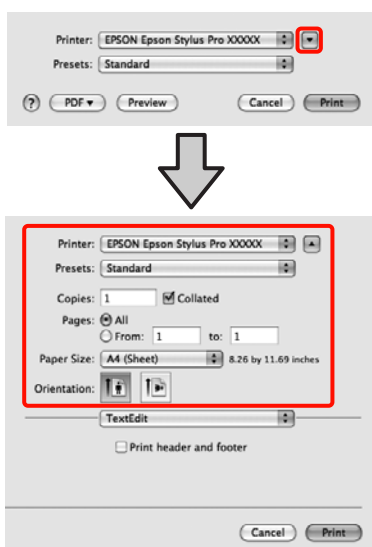 Printer: EPSON Epson Stylus Pro XXXXX
Presets: Standard
? PDF▼ Preview Cancel Print
Printer: EPSON Epson Stylus Pro XXXXX
Presets: Standard
Copies: 1 Collated
Pages: All
From: 1 to: 1
Paper Size: A4 (Sheet) 8.26 by 11.69 inches
Orientation:
TextEdit
Print header and footer
Cancel Print